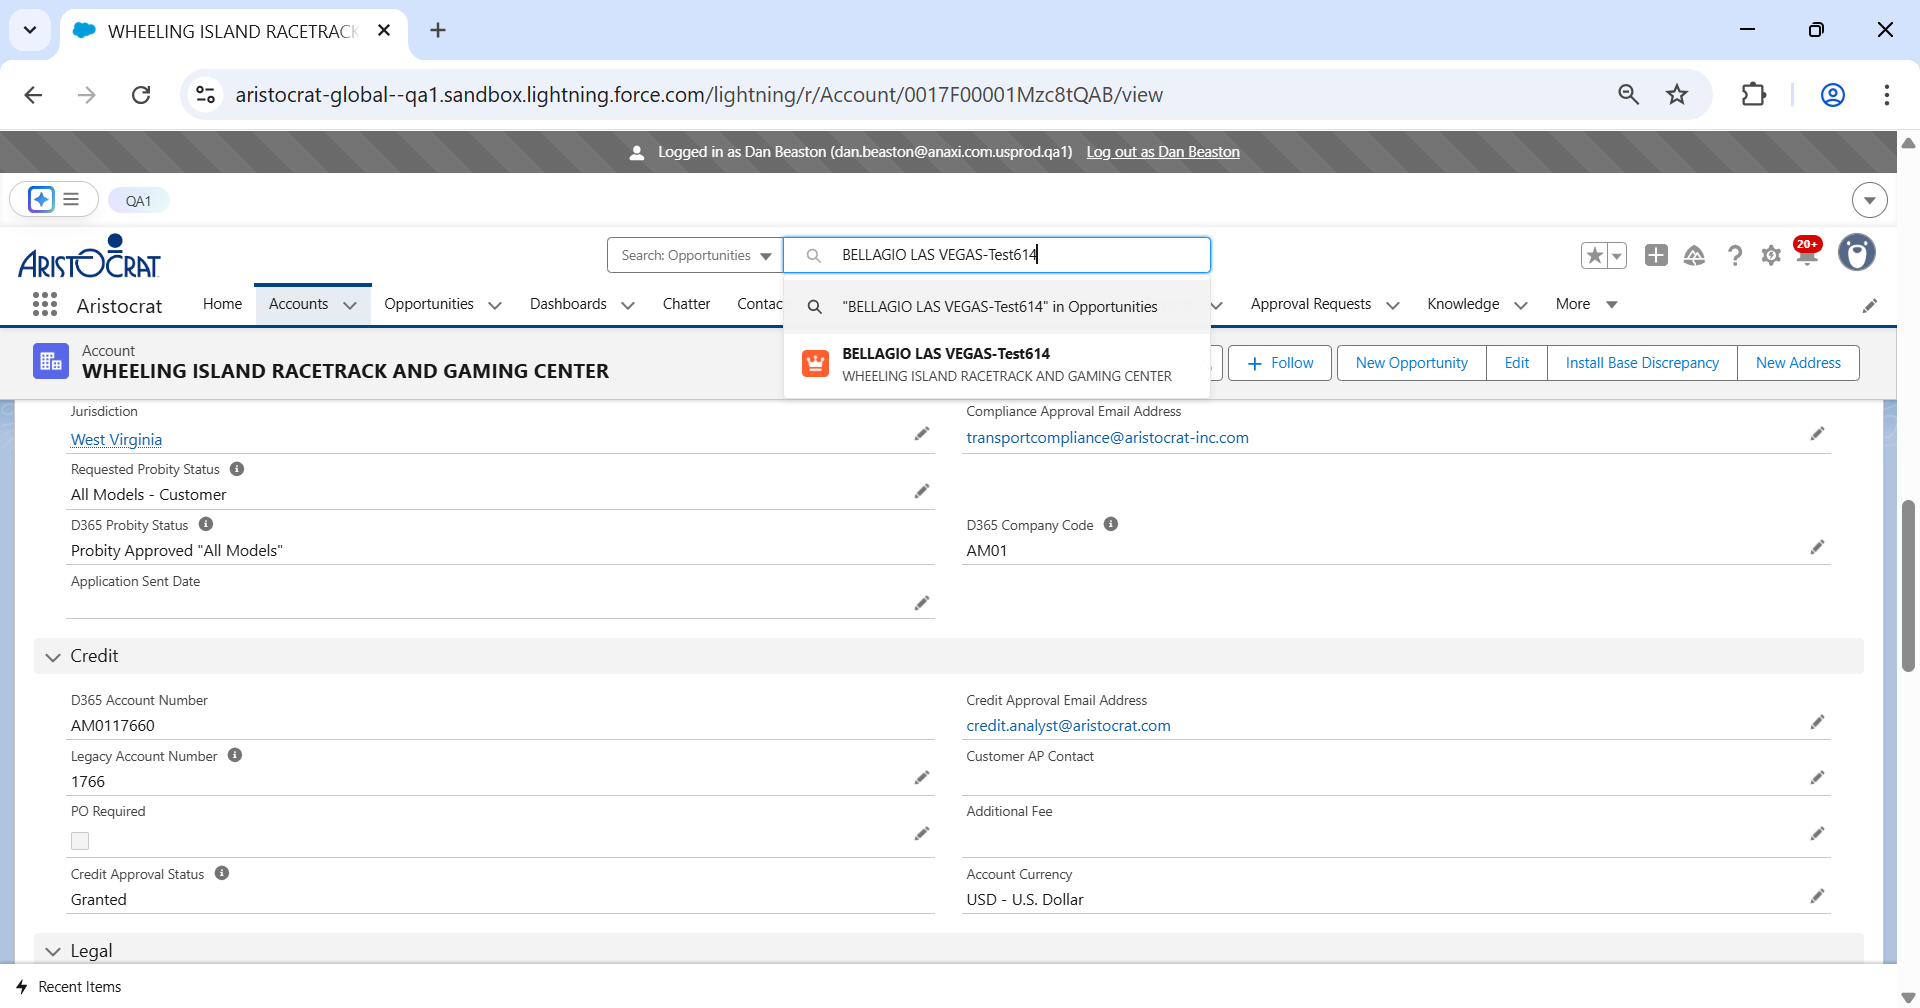 WHEELING ISLAND RACETRACK
aristocrat-global--qa1.sandbox.lightning.force.com/lightning/r/Account/0017F00001Mzc8tQAB/view
Logged in as Dan Beaston (dan.beaston@anaxi.com.usprod.qa1) Log out as Dan Beaston
QA1
ARISTOCRAT
Search: Opportunities
BELLAGIO LAS VEGAS-Test614
20+
Aristocrat
Home
Accounts
Opportunities
Dashboards
Chatter
Contac
Approval Requests
Knowledge
More
"BELLAGIO LAS VEGAS-Test614" in Opportunities
BELLAGIO LAS VEGAS-Test614
WHEELING ISLAND RACETRACK AND GAMING CENTER
Account
WHEELING ISLAND RACETRACK AND GAMING CENTER
Follow
New Opportunity
Edit
Install Base Discrepancy
New Address
Jurisdiction
West Virginia
Compliance Approval Email Address
transportcompliance@aristocrat-inc.com
Requested Probity Status
All Models - Customer
D365 Probity Status
Probity Approved "All Models"
D365 Company Code
AM01
Application Sent Date
Credit
D365 Account Number
AM0117660
Credit Approval Email Address
credit.analyst@aristocrat.com
Legacy Account Number
1766
Customer AP Contact
PO Required
Additional Fee
Credit Approval Status
Granted
Account Currency
USD - U.S. Dollar
Legal
Recent Items